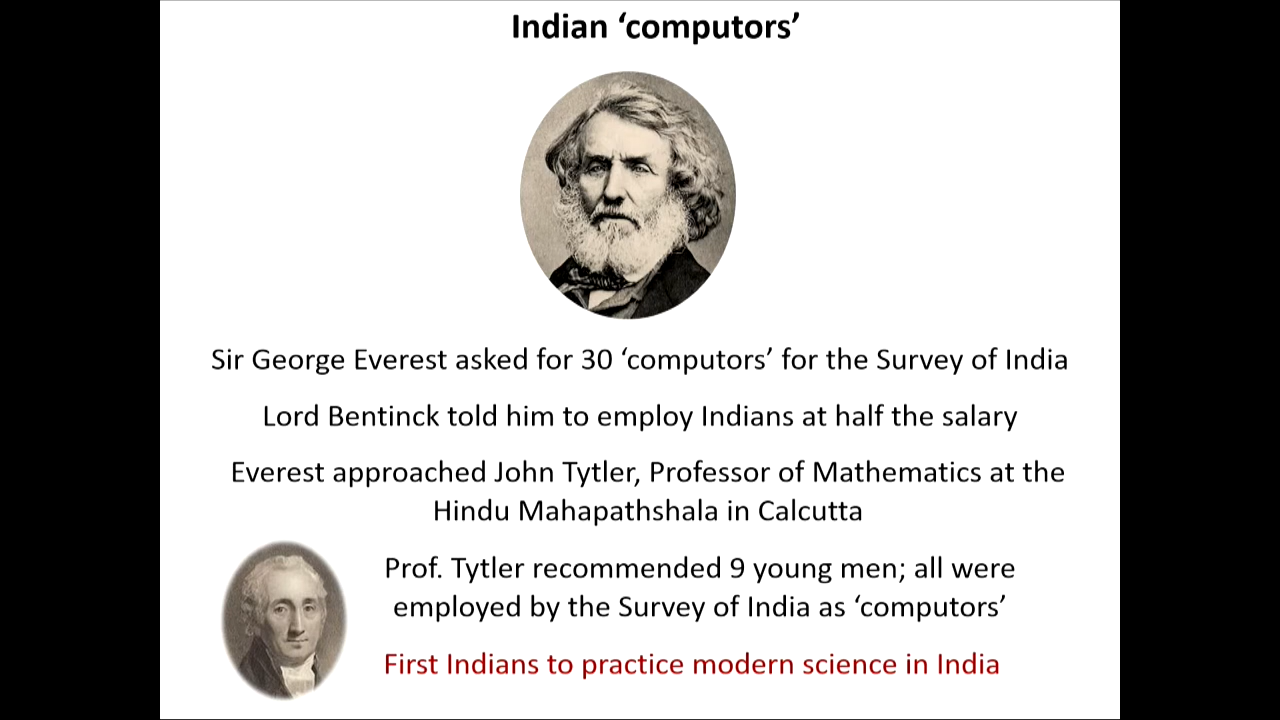 Indian ‘computors’
Sir George Everest asked for 30 ‘computors’ for the Survey of India
Lord Bentinck told him to employ Indians at half the salary
Everest approached John Tytler, Professor of Mathematics at the
Hindu Mahapathshala in Calcutta
Prof. Tytler recommended 9 young men; all were
employed by the Survey of India as ‘computors’
First Indians to practice modern science in India